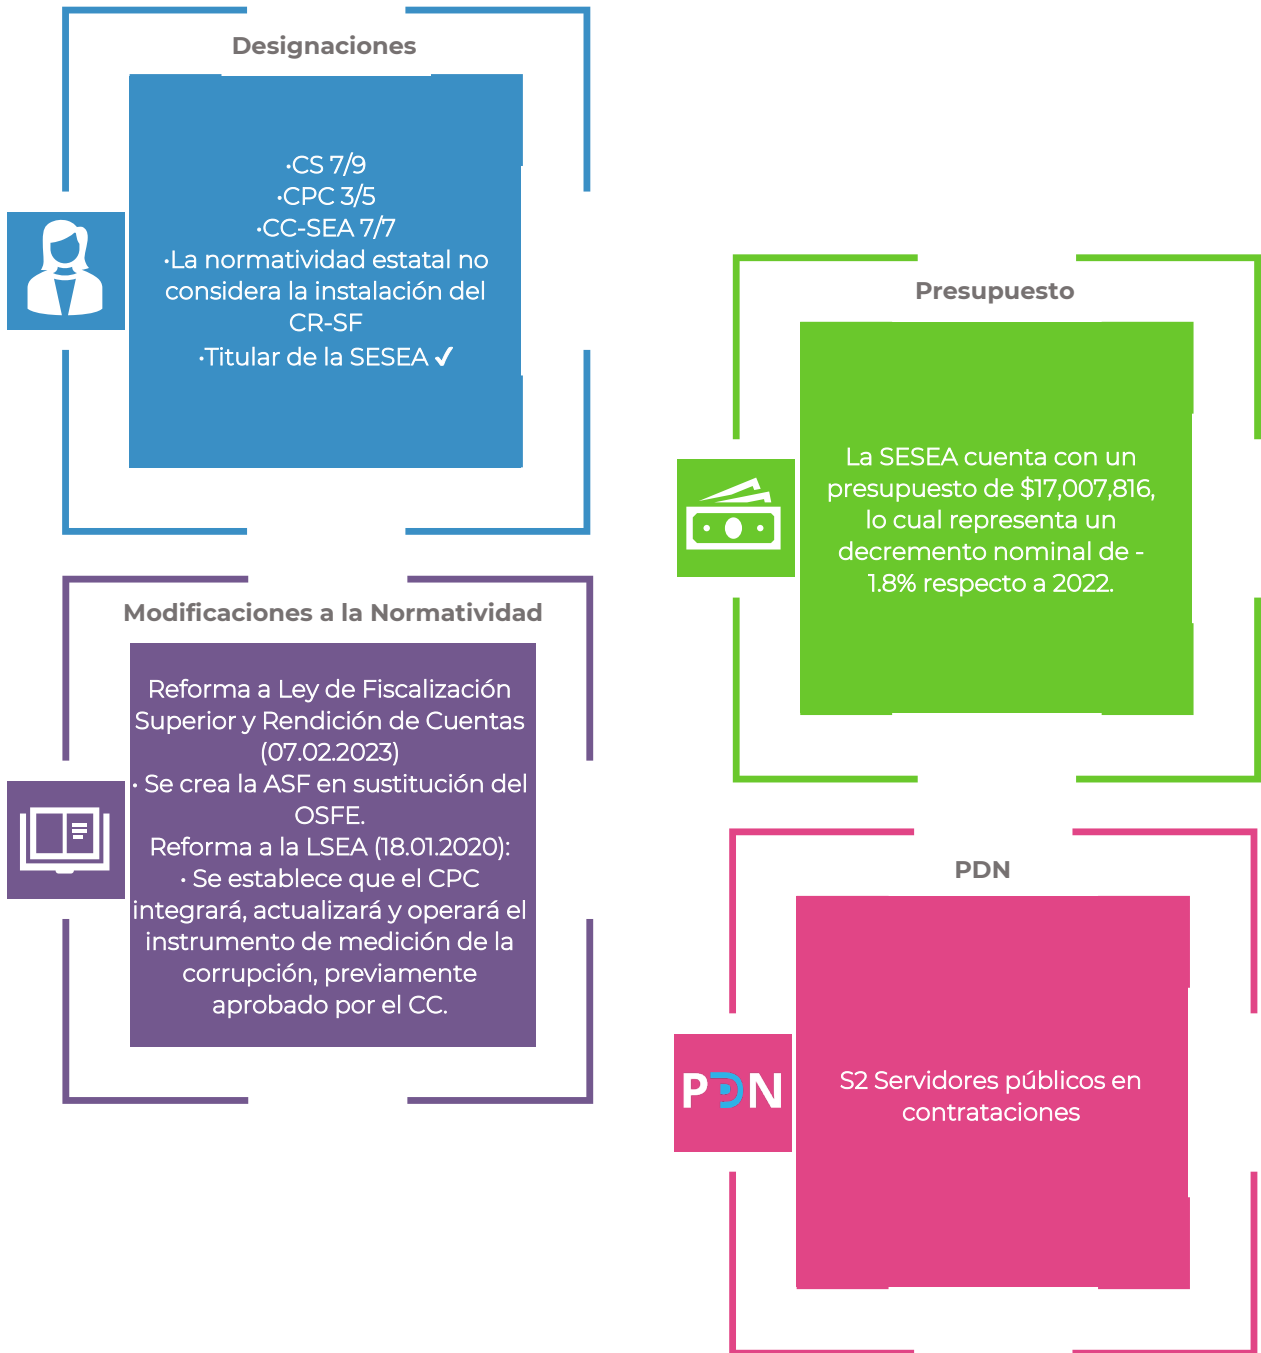 Designaciones
•CS 7/9
•CPC 3/5
•CC-SEA 7/7
•La normatividad estatal no
considera la instalación del
CR-SF
•Titular de la SESEA ✔
Modificaciones a la Normatividad
Reforma a Ley de Fiscalización
Superior y Rendición de Cuentas
(07.02.2023)
• Se crea la ASF en sustitución del
OSFE.
Reforma a la LSEA (18.01.2020):
• Se establece que el CPC
integrará, actualizará y operará el
instrumento de medición de la
corrupción, previamente
aprobado por el CC.
Presupuesto
La SESEA cuenta con un
presupuesto de $17,007,816,
lo cual representa un
decremento nominal de -
1.8% respecto a 2022.
PDN
PDN
S2 Servidores públicos en
contrataciones